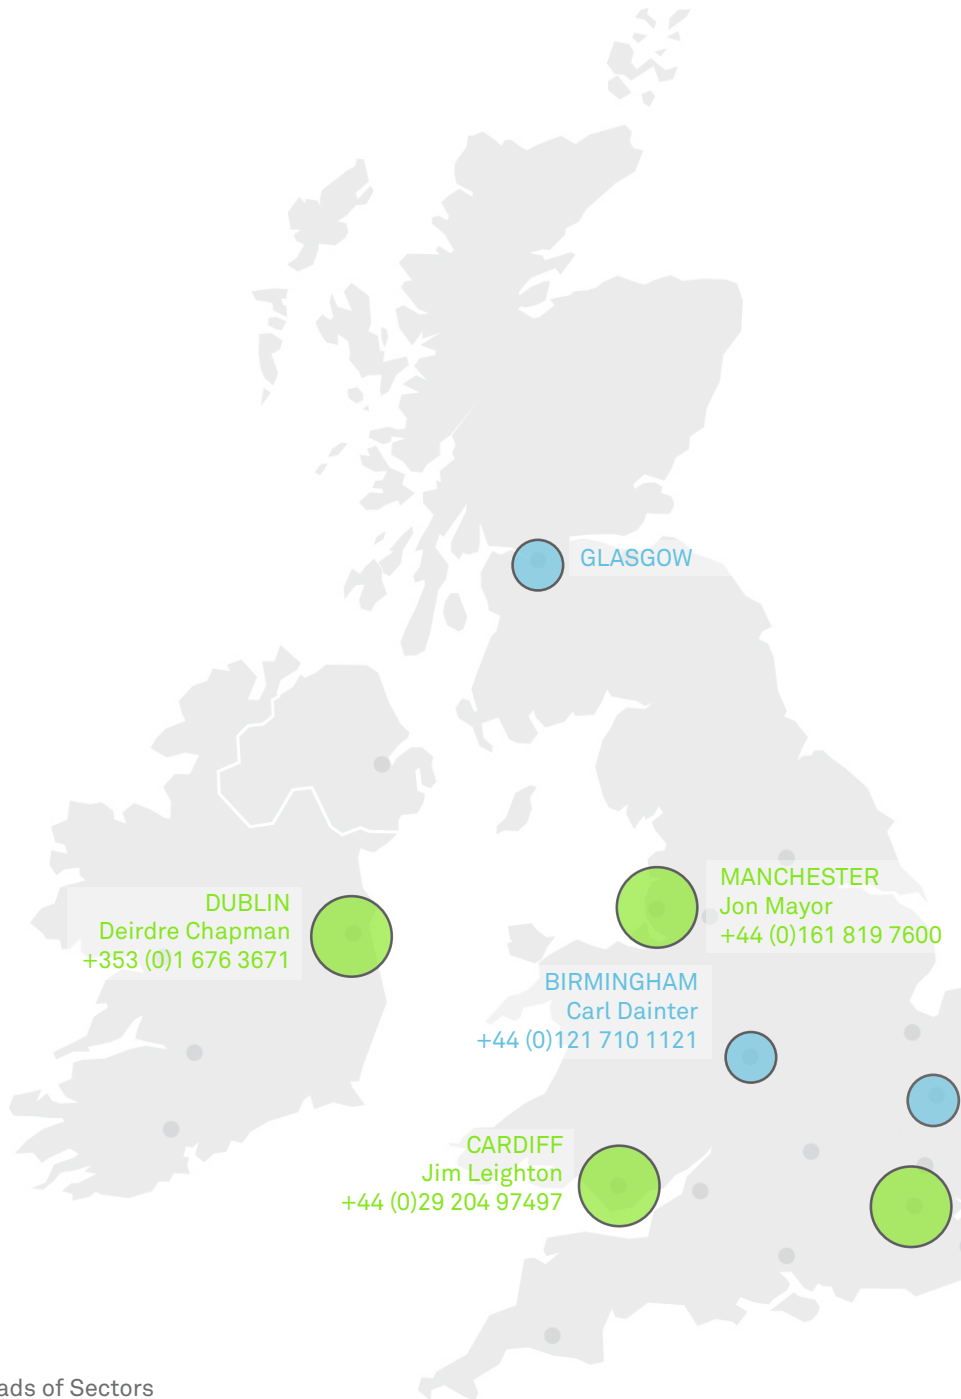 GLASGOW
MANCHESTER
Jon Mayor
+44 (0)161 819 7600
DUBLIN
Deirdre Chapman
+353 (0)1 676 3671
BIRMINGHAM
Carl Dainter
+44 (0)121 710 1121
CARDIFF
Jim Leighton
+44 (0)29 204 97497
ads of Sectors